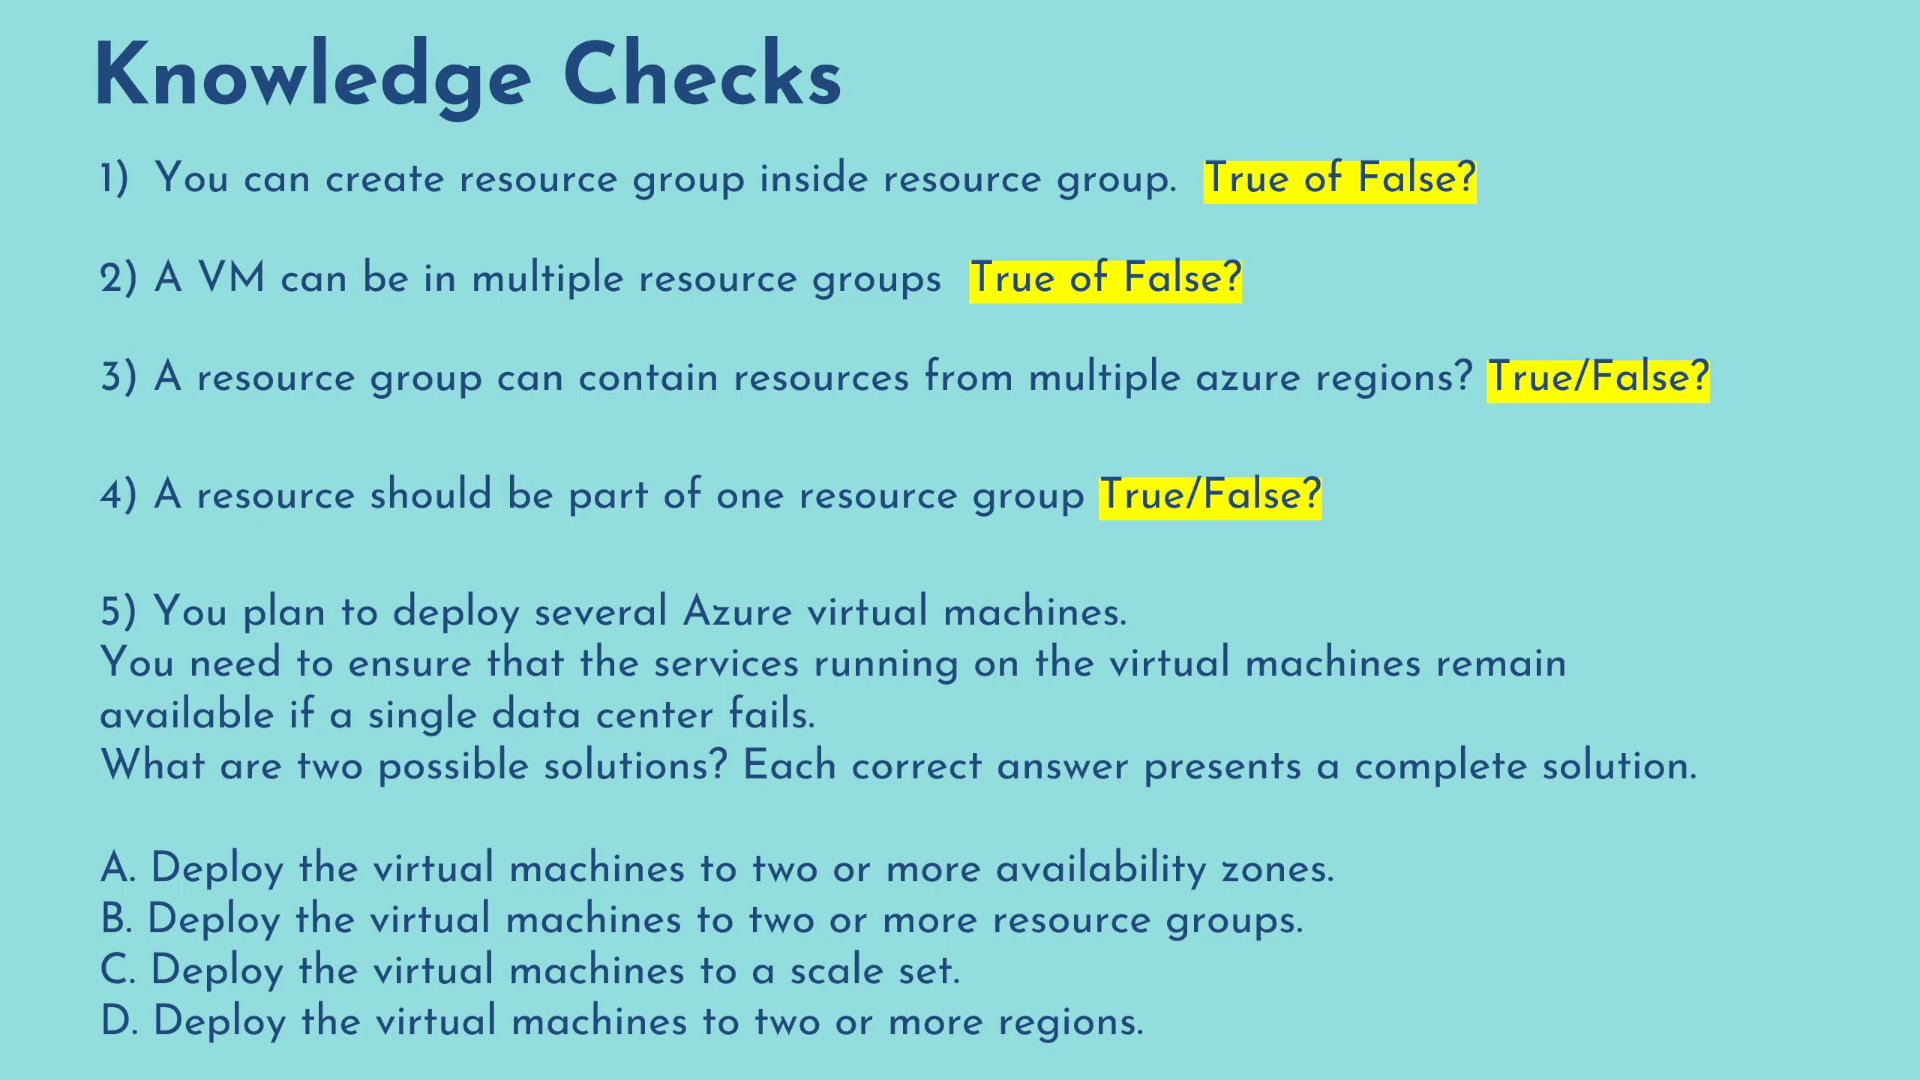 Knowledge Checks
1) You can create resource group inside resource group. True of False?
2) A VM can be in multiple resource groups True of False?
3) A resource group can contain resources from multiple azure regions? True/False?
4) A resource should be part of one resource group True/False?
5) You plan to deploy several Azure virtual machines.
You need to ensure that the services running on the virtual machines remain
available if a single data center fails.
What are two possible solutions? Each correct answer presents a complete solution.
A. Deploy the virtual machines to two or more availability zones.
B. Deploy the virtual machines to two or more resource groups.
C. Deploy the virtual machines to a scale set.
D. Deploy the virtual machines to two or more regions.